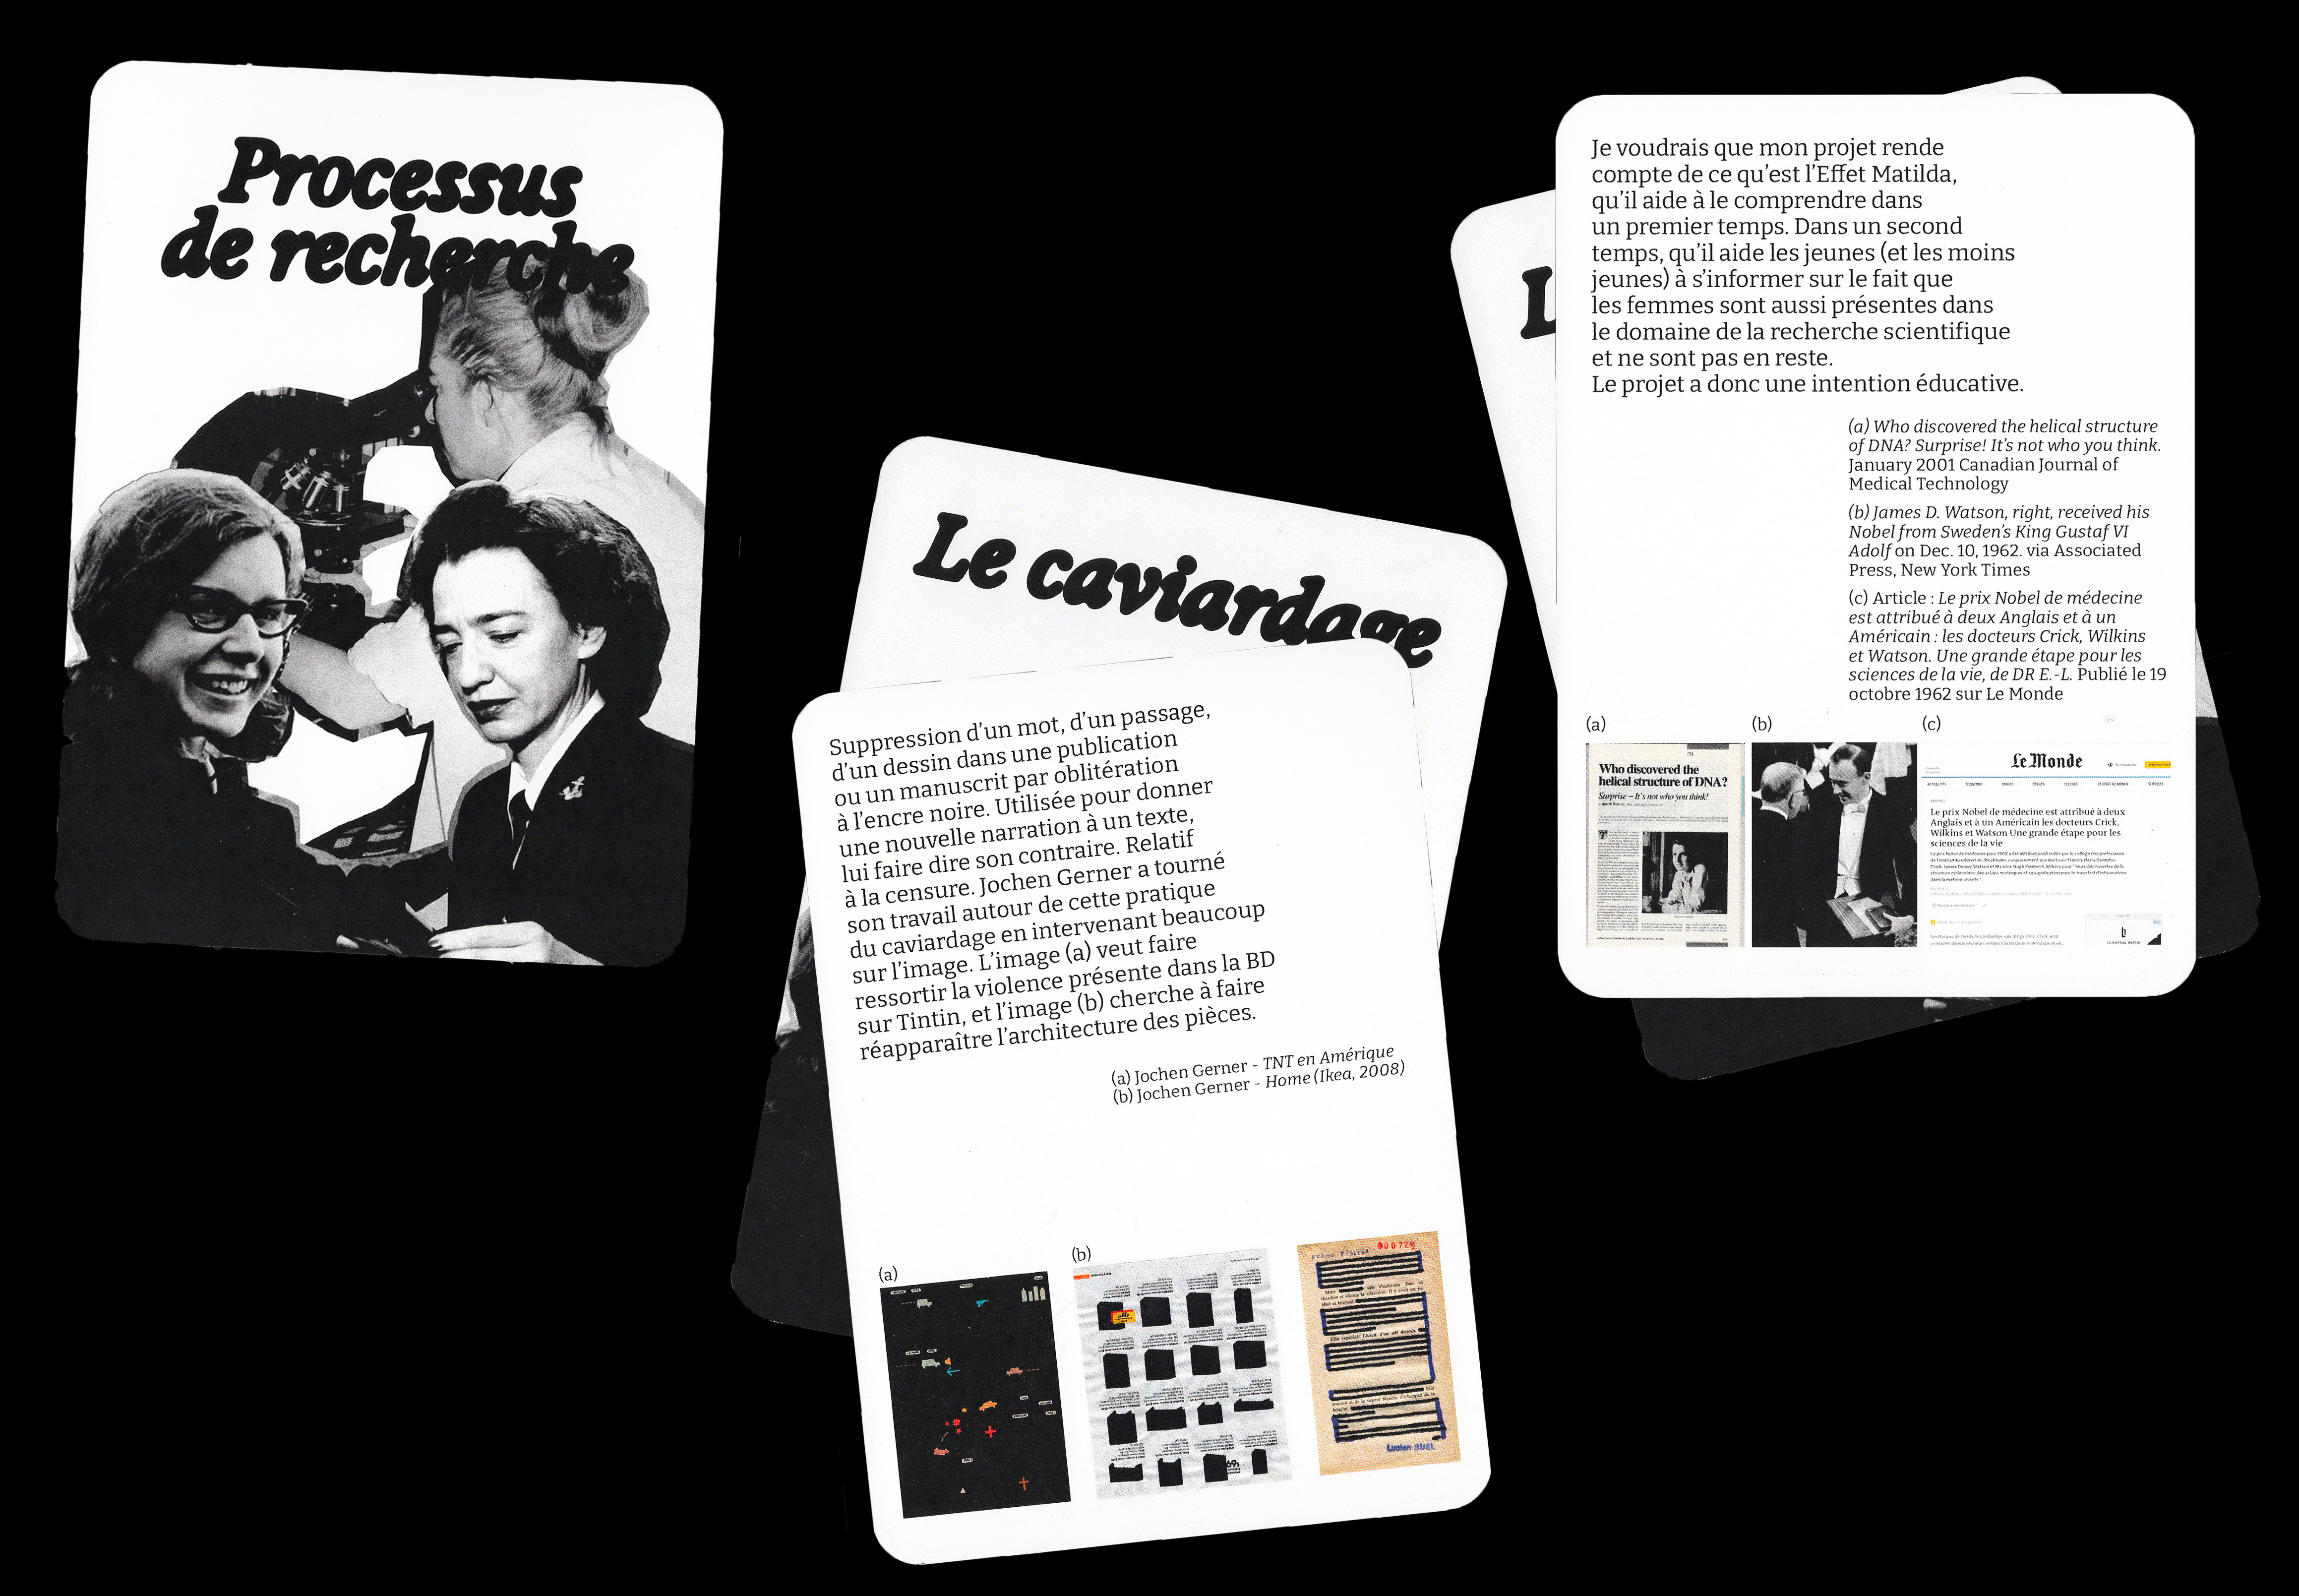 Processus
de recherche
Le caviardage
Suppression d’un mot, d’un passage,
d’un dessin dans une publication
ou un manuscrit par oblitération
à l’encre noire. Utilisée pour donner
une nouvelle narration à un texte,
lui faire dire son contraire. Relatif
à la censure. Jochen Gerner a tourné
son travail autour de cette pratique
du caviardage en intervenant beaucoup
sur l’image. L’image (a) veut faire
ressortir la violence présente dans la BD
sur Tintin, et l’image (b) cherche à faire
réapparaître l’architecture des pièces.
(a) Jochen Gerner - TNT en Amérique
(b) Jochen Gerner - Home (Ikea, 2008)
(a)
(b)
poème Express
000720
Lucien SUEL
L
Je voudrais que mon projet rende
compte de ce qu’est l’Effet Matilda,
qu’il aide à le comprendre dans
un premier temps. Dans un second
temps, qu’il aide les jeunes (et les moins
jeunes) à s’informer sur le fait que
les femmes sont aussi présentes dans
le domaine de la recherche scientifique
et ne sont pas en reste.
Le projet a donc une intention éducative.
(a) Who discovered the helical structure
of DNA? Surprise! It’s not who you think.
January 2001 Canadian Journal of
Medical Technology
(b) James D. Watson, right, received his
Nobel from Sweden’s King Gustaf VI
Adolf on Dec. 10, 1962. via Associated
Press, New York Times
(c) Article : Le prix Nobel de médecine
est attribué à deux Anglais et à un
Américain : les docteurs Crick, Wilkins
et Watson. Une grande étape pour les
sciences de la vie, de DR E.-L. Publié le 19
octobre 1962 sur Le Monde
(a)
(b)
(c)
Who discovered the
helical structure of DNA?
Surprise – It’s not who you think!
Le Monde
Le prix Nobel de médecine est attribué à deux
Anglais et à un Américain les docteurs Crick,
Wilkins et Watson Une grande étape pour les
sciences de la vie